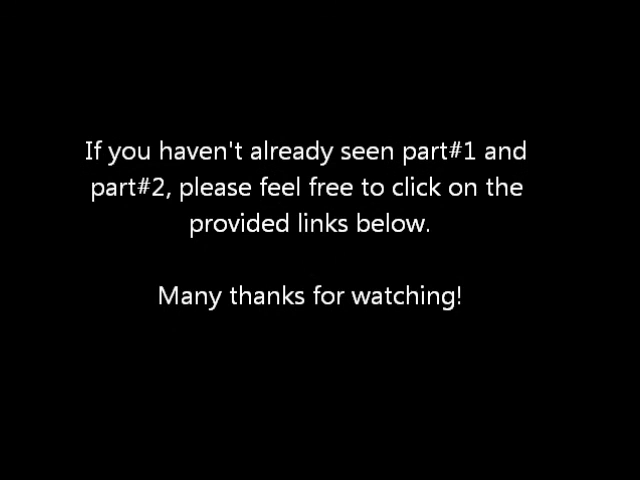 If you haven't already seen part#1 and
part#2, please feel free to click on the
provided links below.
Many thanks for watching!